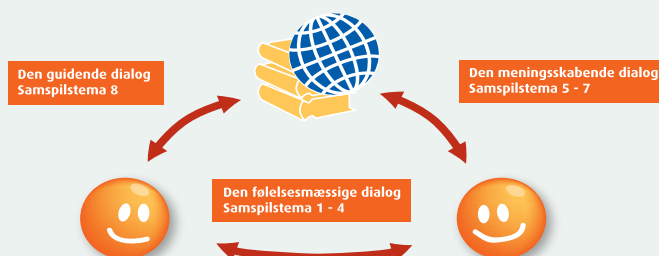 Den guidende dialog
Samspilstema 8
Den meningsskabende dialog
Samspilstema 5 - 7
Den følelsesmæssige dialog
Samspilstema 1 - 4